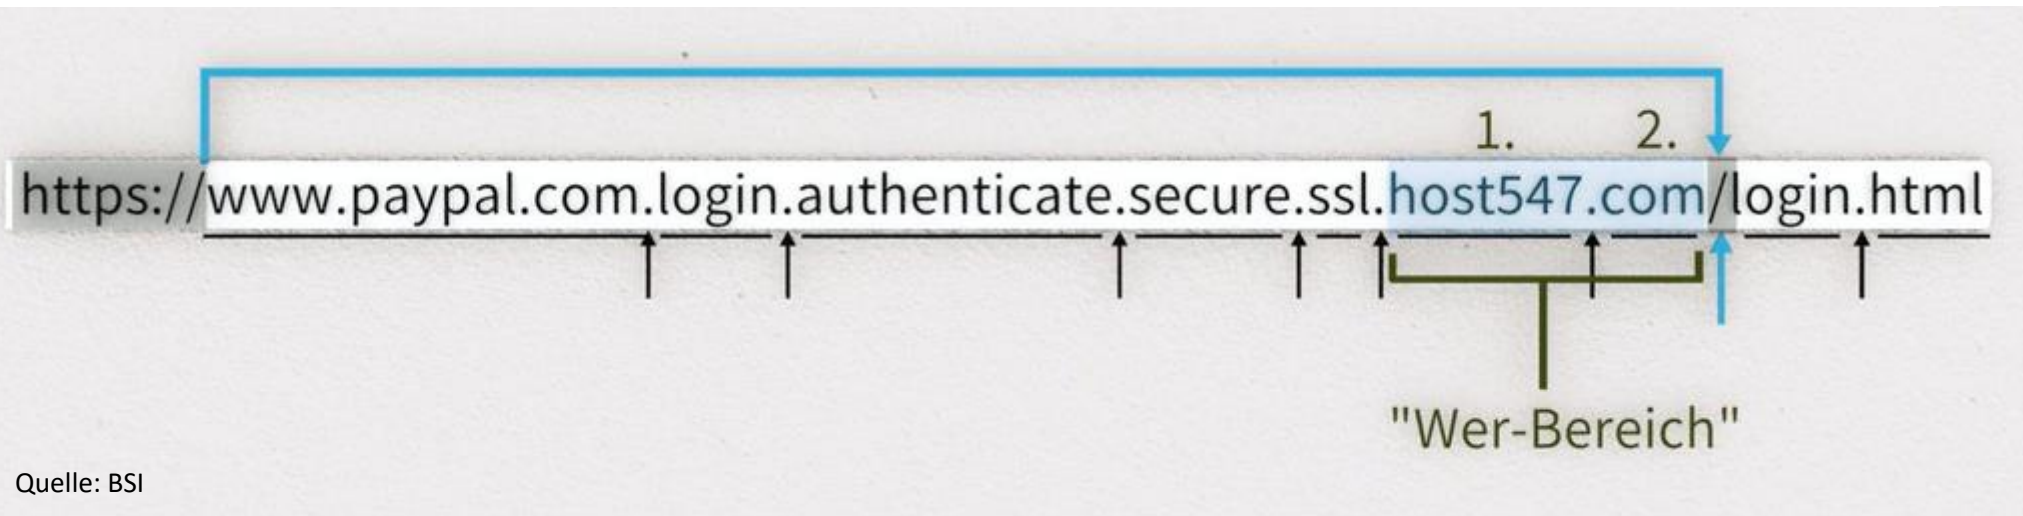 1. 2.
https://www.paypal.com.login.authenticate.secure.ssl.host547.com/login.html
"Wer-Bereich"
Quelle: BSI